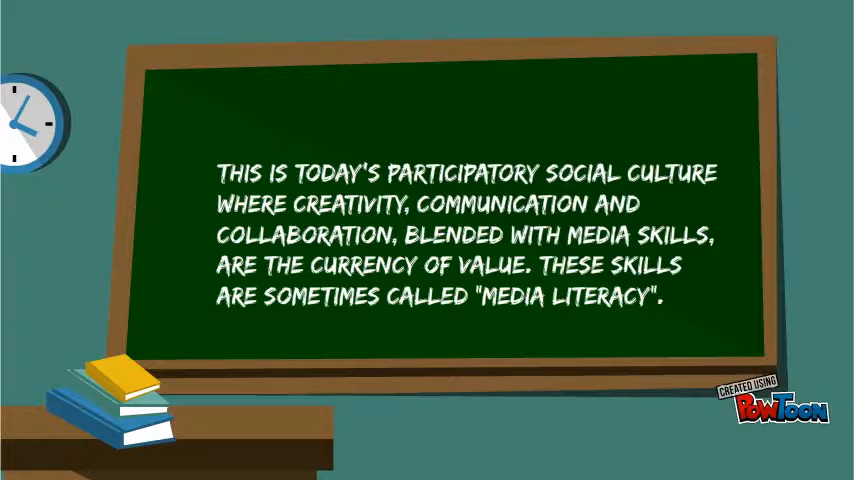 THIS IS TODAY'S PARTICIPATORY SOCIAL CULTURE
WHERE CREATIVITY, COMMUNICATION AND
COLLABORATION, BLENDED WITH MEDIA SKILLS,
ARE THE CURRENCY OF VALUE. THESE SKILLS
ARE SOMETIMES CALLED "MEDIA LITERACY".
CREATED USING
POWTOON